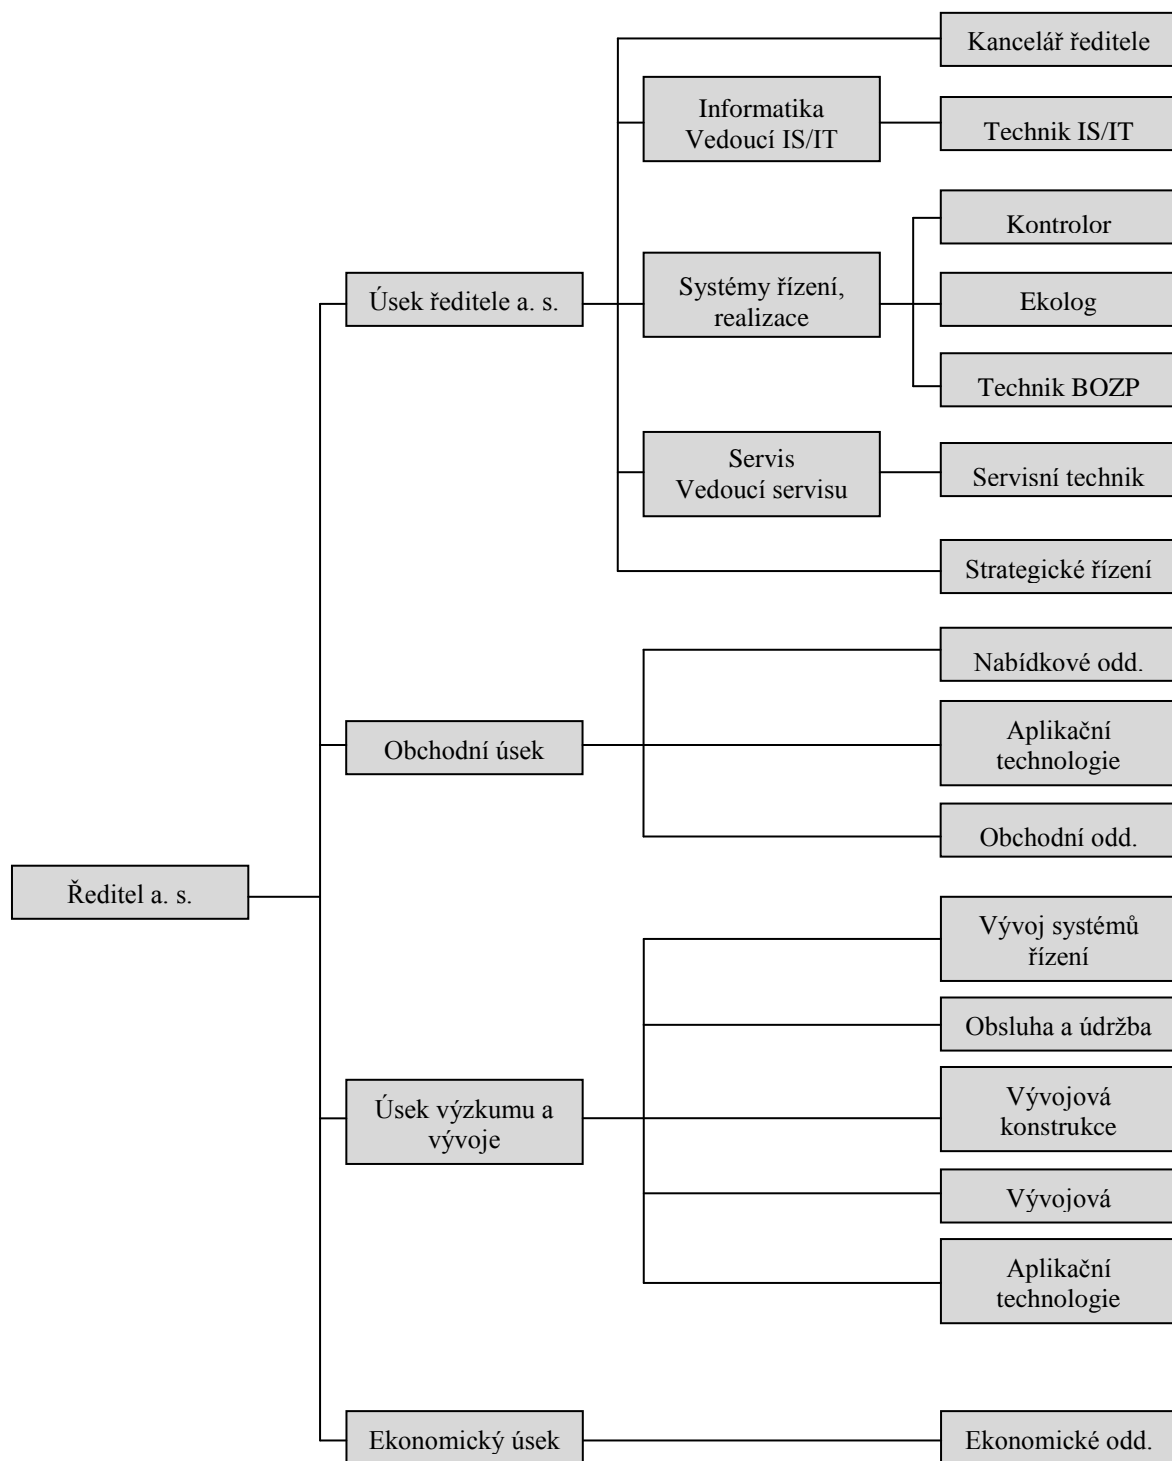 Kancelář ředitele
Informatika
Vedoucí IS/IT
Technik IS/IT
Kontrolor
Úsek ředitele a. s.
Systémy řízení,
realizace
Ekolog
Technik BOZP
Servis
Vedoucí servisu
Servisní technik
Strategické řízení
Nabídkové odd.
Obchodní úsek
Aplikační
technologie
Obchodní odd.
Ředitel a. s.
Vývoj systémů
řízení
Obsluha a údržba
Úsek výzkumu a
vývoje
Vývojová
konstrukce
Vývojová
Aplikační
technologie
Ekonomický úsek
Ekonomické odd.